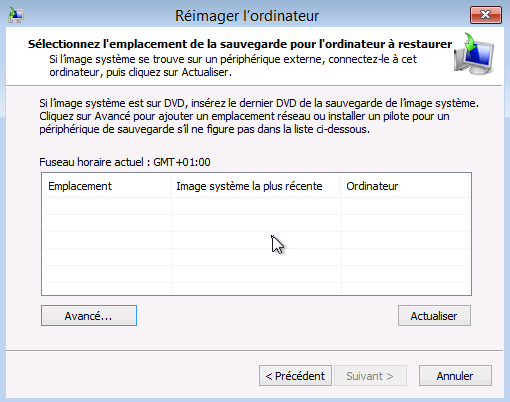 Réimager l'ordinateur
Sélectionnez l'emplacement de la sauvegarde pour l'ordinateur à restaurer
Si l'image système se trouve sur un périphérique externe, connectez-le à cet
ordinateur, puis cliquez sur Actualiser.
Si l'image système est sur DVD, insérez le dernier DVD de la sauvegarde de l'image système.
Cliquez sur Avancé pour ajouter un emplacement réseau ou installer un pilote pour un
périphérique de sauvegarde s'il ne figure pas dans la liste ci-dessous.
Fuseau horaire actuel : GMT+01:00
Emplacement Image système la plus récente Ordinateur
Avancé... Actualiser
< Précédent Suivant > Annuler